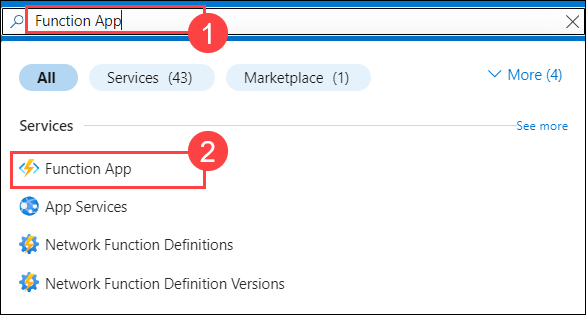 Function App
1
All Services (43) Marketplace (1) More (4)
Services See more
2
Function App
App Services
Network Function Definitions
Network Function Definition Versions